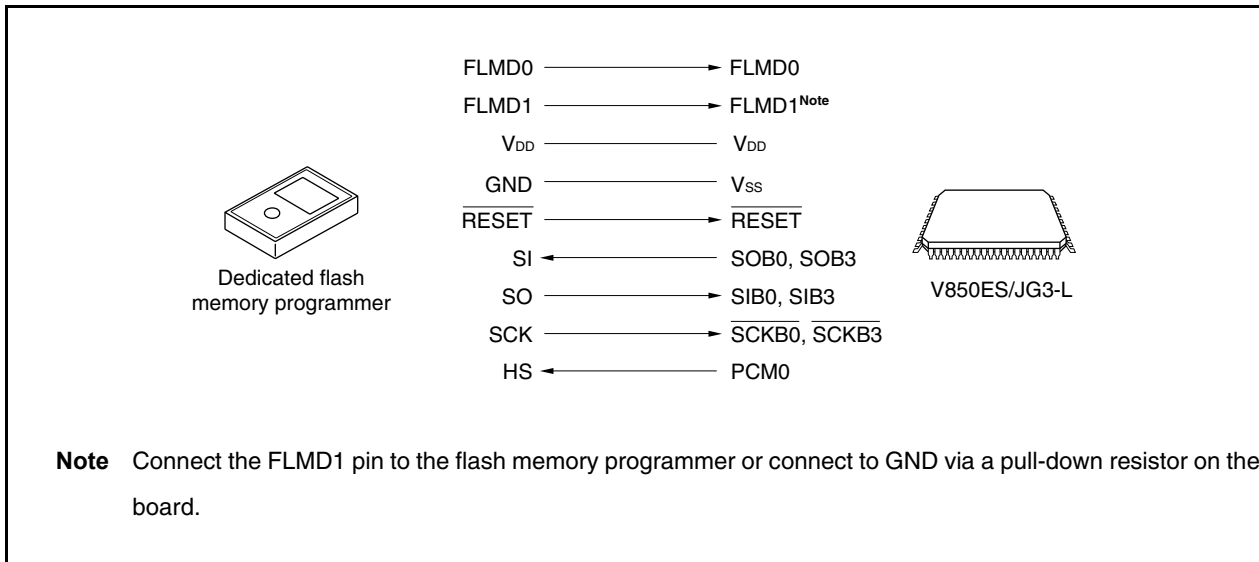 FLMD0 FLMD0
FLMD1 FLMD1Note
VDD VDD
GND VSS
RESET RESET
SI SOB0, SOB3
SO SIB0, SIB3
SCK SCKB0, SCKB3
HS PCM0
Dedicated flash
memory programmer
V850ES/JG3-L
Note Connect the FLMD1 pin to the flash memory programmer or connect to GND via a pull-down resistor on the
board.